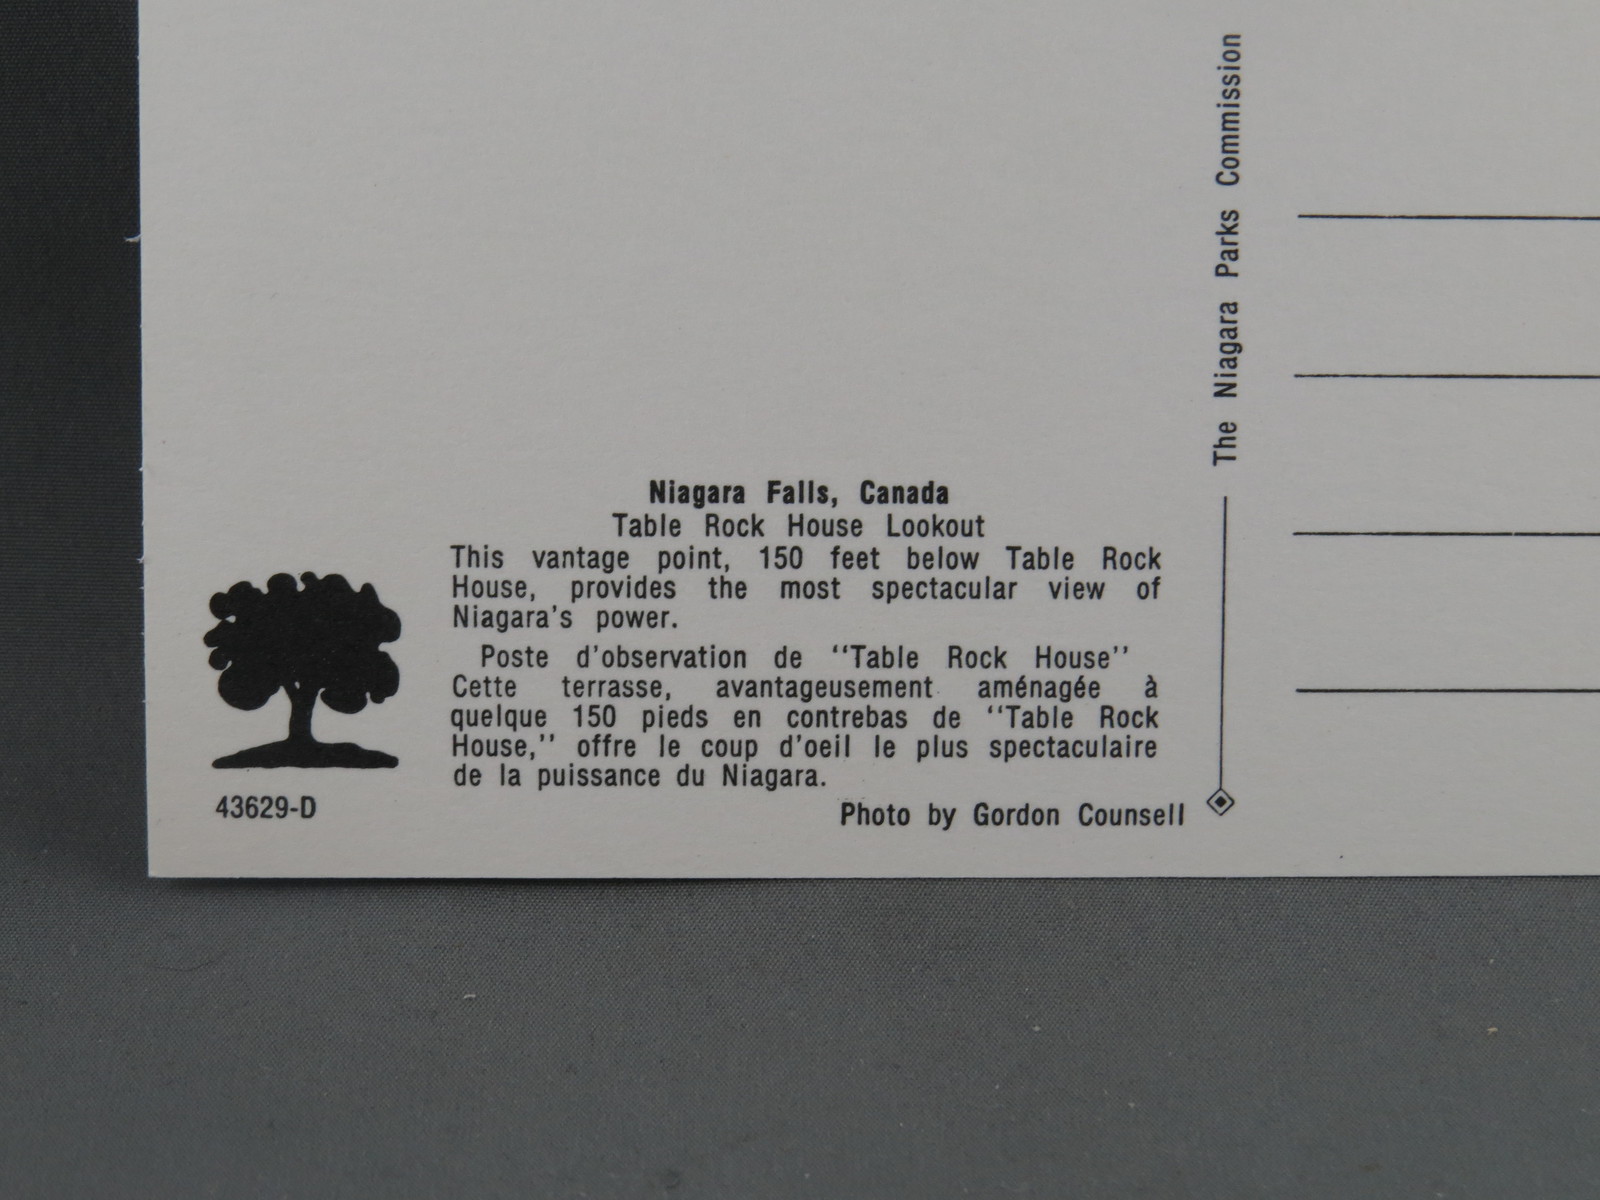 Niagara Falls, Canada
Table Rock House Lookout
This vantage point, 150 feet below Table Rock
House, provides the most spectacular view of
Niagara's power.
Poste d'observation de “Table Rock House”
Cette terrasse, avantageusement aménagée à
quelque 150 pieds en contrebas de “Table Rock
House,” offre le coup d'oeil le plus spectaculaire
de la puissance du Niagara.
43629-D
Photo by Gordon Counsell
The Niagara Parks Commission